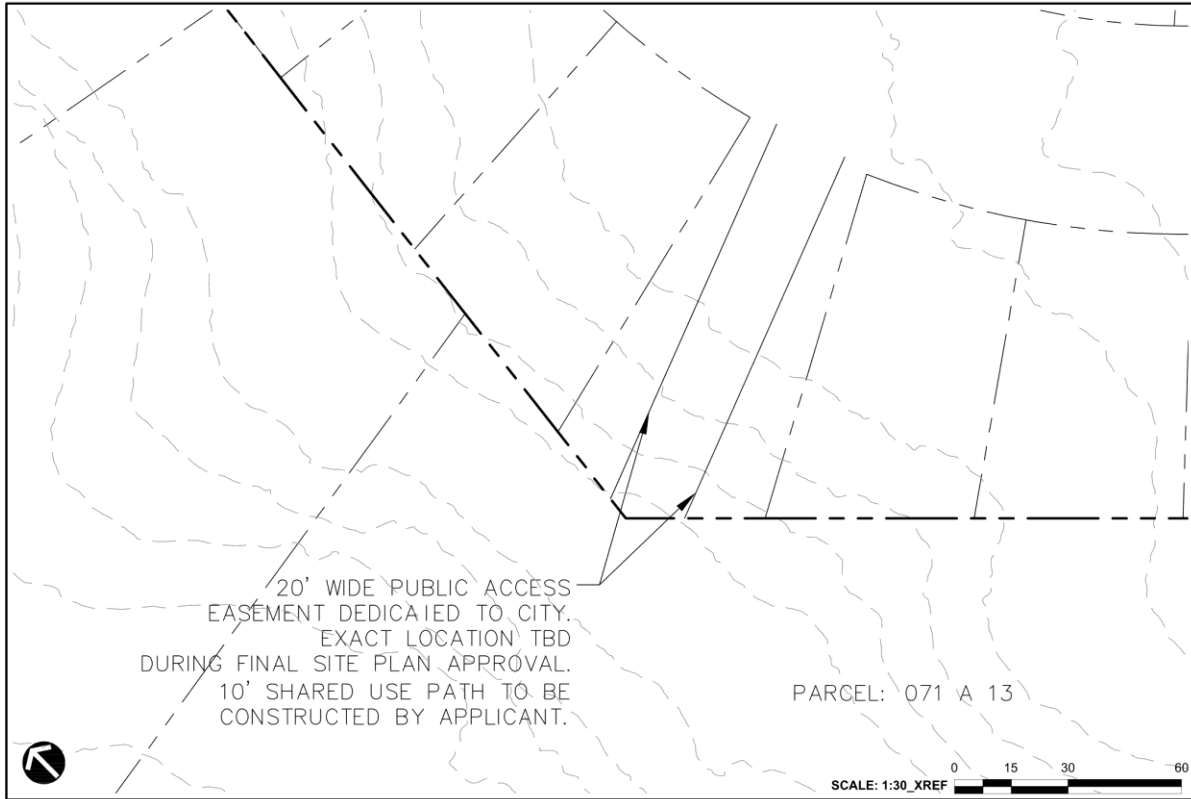 20' WIDE PUBLIC ACCESS
EASEMENT DEDICATED TO CITY.
EXACT LOCATION TBD
DURING FINAL SITE PLAN APPROVAL.
10' SHARED USE PATH TO BE
CONSTRUCTED BY APPLICANT.
PARCEL: 071 A 13
SCALE: 1:30_XREF
0 15 30 60